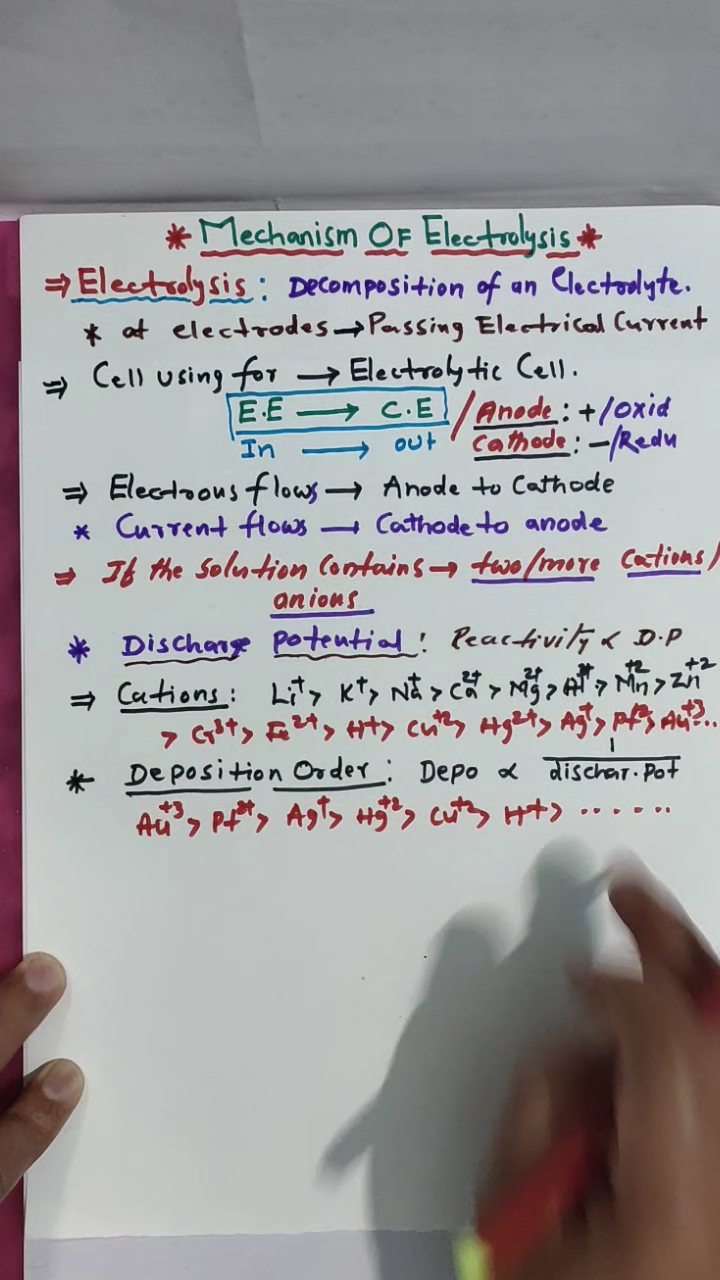 * Mechanism OF Electrolysis *
⇒ Electrolysis : Decomposition of an Electrolyte.
* at electrodes → Passing Electrical Current
⇒ Cell using for → Electrolytic Cell.
E.E → C.E / Anode : + /Oxid
In → out Cathode : − /Redu
⇒ Electrous flows → Anode to Cathode
* Current flows → Cathode to anode
⇒ If the solution Contains → two/more Cations/
anions
* Discharge Potential : Reactivity ∝ D.P
⇒ Cations : Li⁺ > K⁺ > Na⁺ > Ca²⁺ > Mg²⁺ > Al³⁺ > Mn⁺² > Zn⁺²
> Cr³⁺ > Fe²⁺ > H⁺ > Cu⁺² > Hg²⁺ > Ag⁺ > Pt⁺² > Au⁺³...
* Deposition Order : Depo ∝ 1/dischar.Pot
Au⁺³ > Pt²⁺ > Ag⁺ > Hg⁺² > Cu⁺² > H⁺ > ......